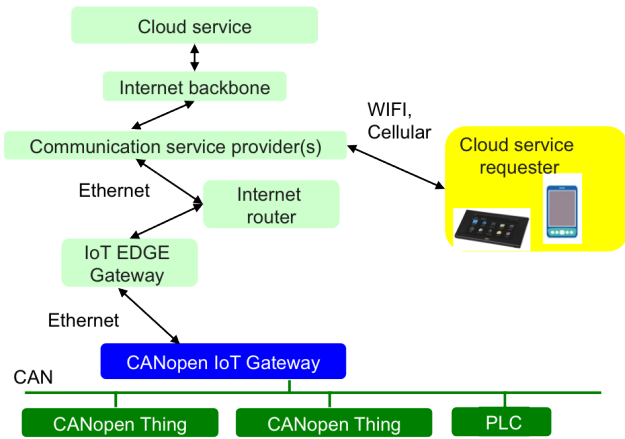 Cloud service
Internet backbone
WIFI,
Cellular
Communication service provider(s)
Cloud service
requester
Ethernet
Internet
router
IoT EDGE
Gateway
Ethernet
CANopen IoT Gateway
CAN
CANopen Thing
CANopen Thing
PLC